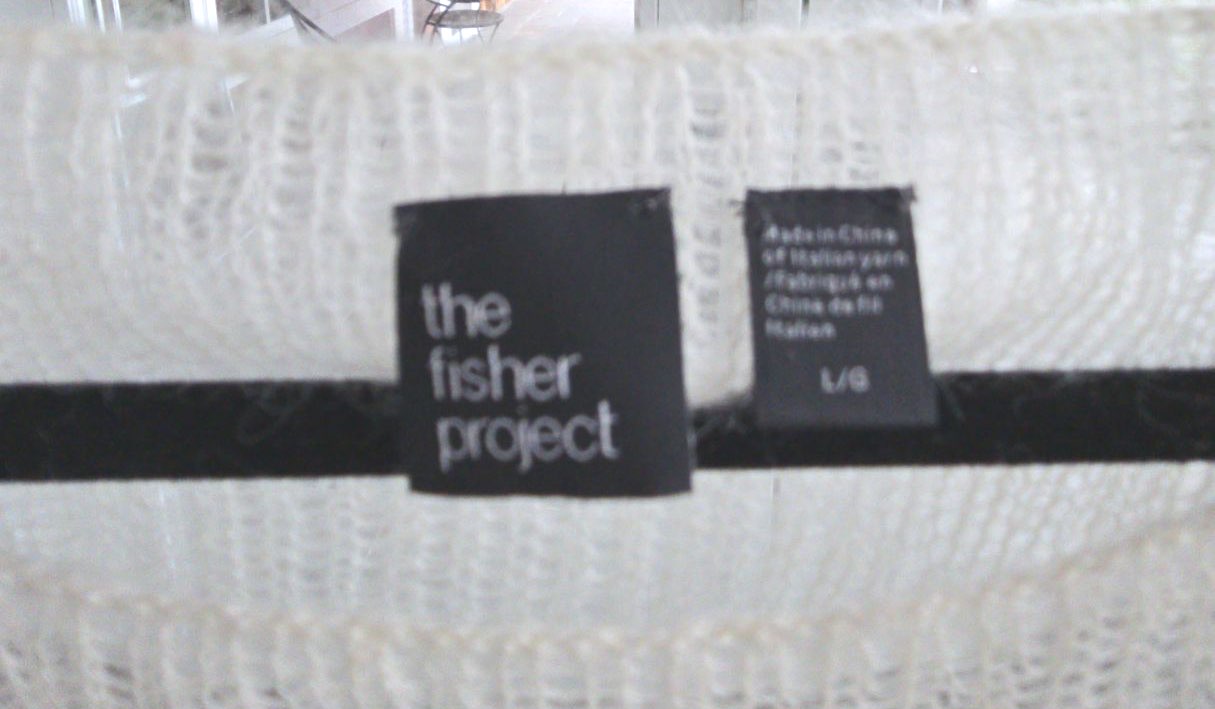 the
fisher
project
Made in China
of Italian yarn
/Fabriqué en
Chine de fil
Italien
L/G